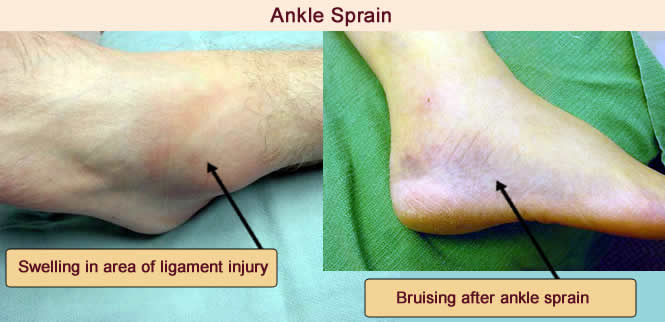 Ankle Sprain
Swelling in area of ligament injury
Bruising after ankle sprain